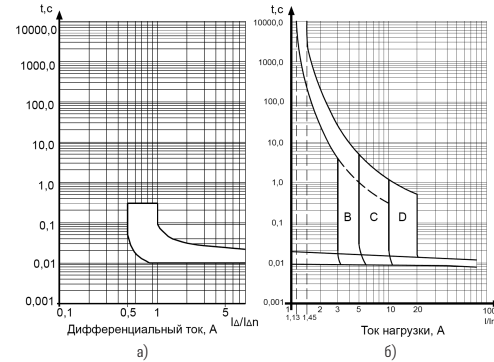 t,c
10000,0
1000,0
100,0
10,0
1,0
0,1
0,01
0,001
0,1 0,5 1 5 IΔ/IΔn
Дифференциальный ток, А
а)
t,c
10000,0
1000,0
100,0
10,0
1,0
0,1
0,01
0,001
B C D
1 2 3 5 10 20 100
1,13 1,45 I/In
Ток нагрузки, А
б)